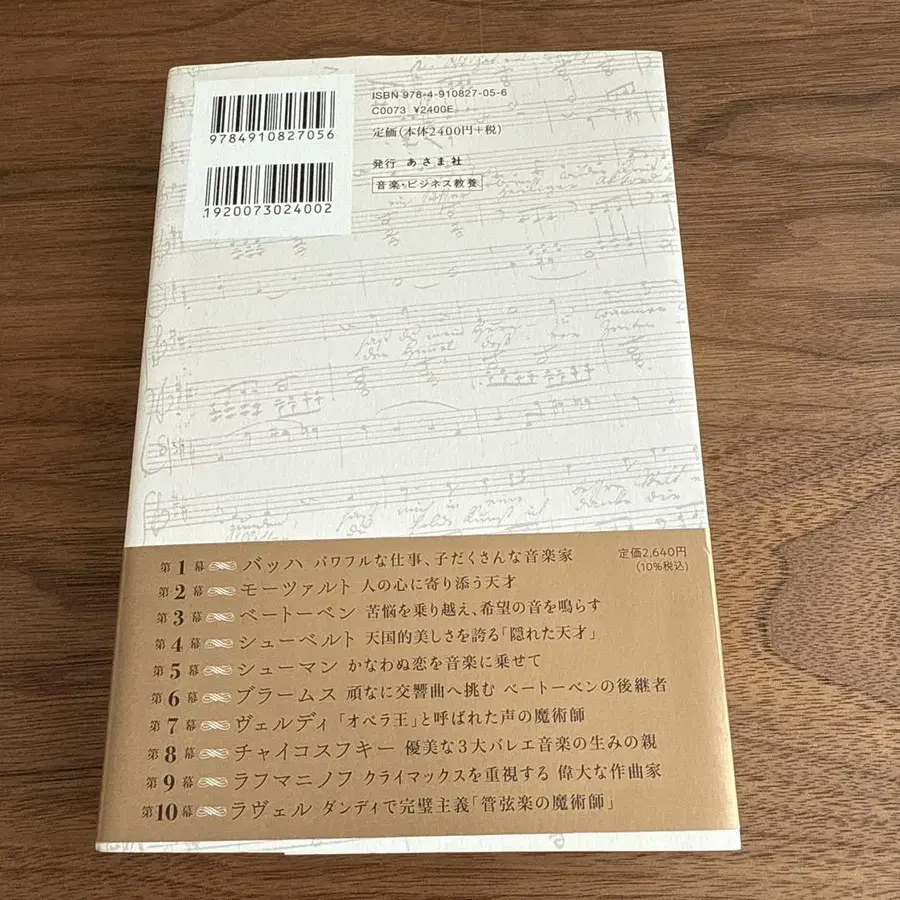 ISBN 978-4-910827-05-6
C0073 ¥2400E
定価(本体2400円+税)
発行 あさま社
音楽・ビジネス教養
9784910827056
1920073024002
第1幕 バッハ パワフルな仕事、子だくさんな音楽家
定価2,640円
(10%税込)
第2幕 モーツァルト 人の心に寄り添う天才
第3幕 ベートーベン 苦悩を乗り越え、希望の音を鳴らす
第4幕 シューベルト 天国的美しさを誇る「隠れた天才」
第5幕 シューマン かなわぬ恋を音楽に乗せて
第6幕 ブラームス 頑なに交響曲へ挑む ベートーベンの後継者
第7幕 ヴェルディ 「オペラ王」と呼ばれた声の魔術師
第8幕 チャイコスフキー 優美な3大バレエ音楽の生みの親
第9幕 ラフマニノフ クライマックスを重視する 偉大な作曲家
第10幕 ラヴェル ダンディで完璧主義「管弦楽の魔術師」